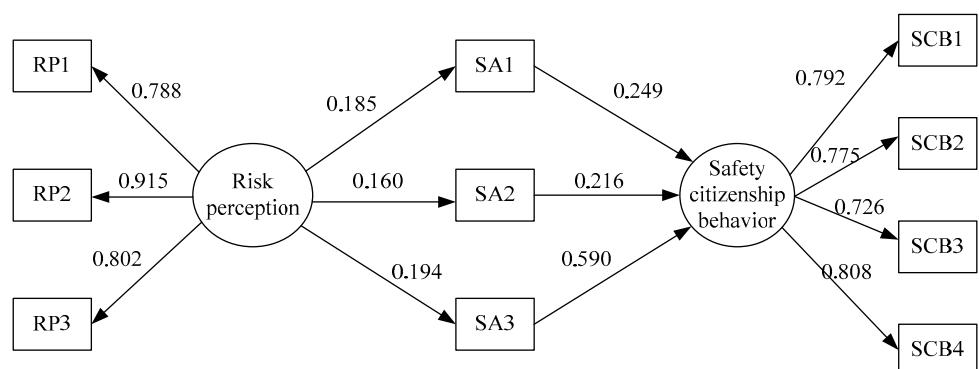 SCB1
RP1
SA1
0.792
0.788
0.249
0.185
SCB2
0.775
Safety
citizenship
behavior
Risk
perception
RP2
0.915
0.160
SA2
0.216
0.726
SCB3
0.802
0.194
0.590
0.808
RP3
SA3
SCB4